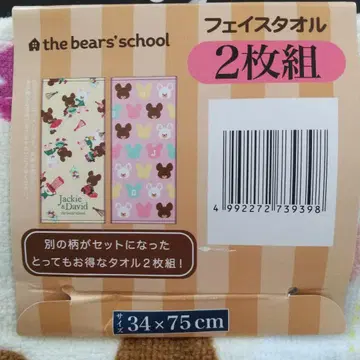 the bears' school
フェイスタオル
2枚組
Jackie
&David
4 992272 739398
別の柄がセットになった
とってもお得なタオル2枚組!
サイズ 34×75cm